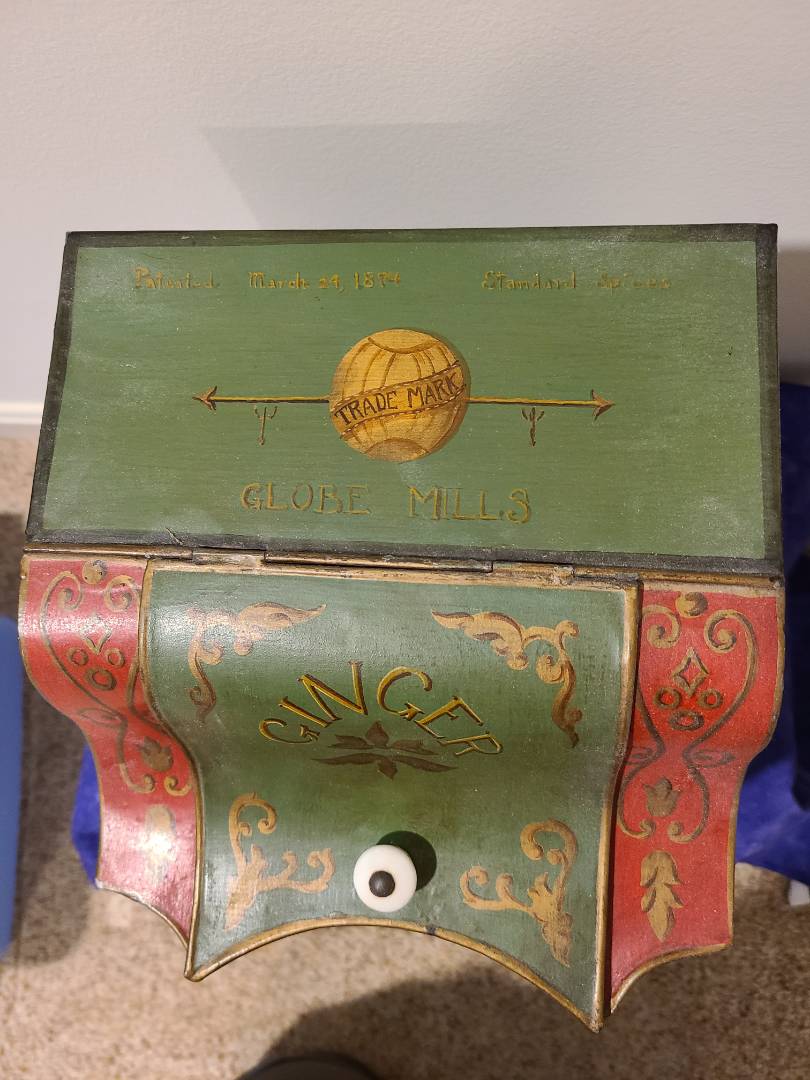 Patented March 24, 1874 Standard Spices
TRADE MARK
GLOBE MILLS
GINGER